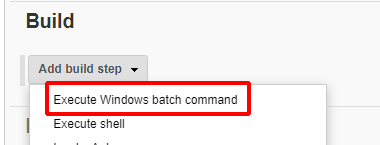 Build
Add build step
Execute Windows batch command
Execute shell